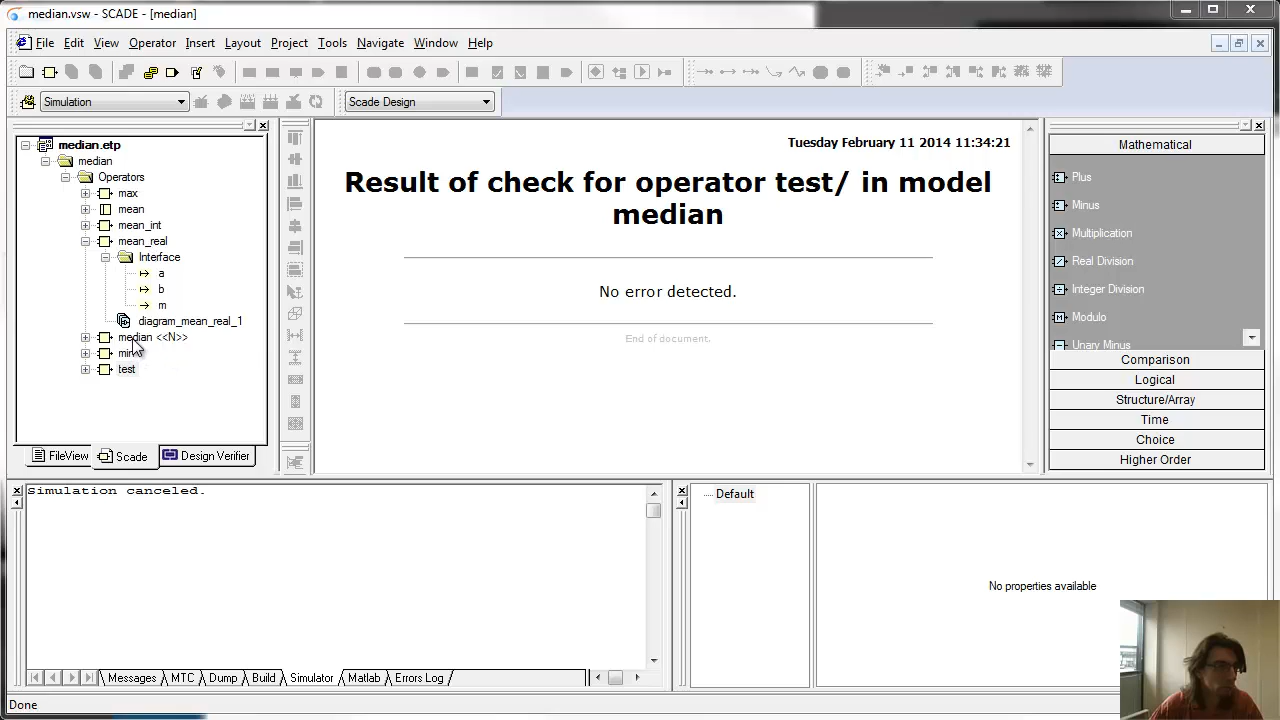 median.vsw - SCADE - [median]
File Edit View Operator Insert Layout Project Tools Navigate Window Help
Simulation
Scade Design
median.etp
median
Operators
max
mean
mean_int
mean_real
Interface
a
b
m
diagram_mean_real_1
median <<N>>
test
FileView Scade Design Verifier
Tuesday February 11 2014 11:34:21
Result of check for operator test/ in model
median
No error detected.
End of document.
Mathematical
Plus
Minus
Multiplication
Real Division
Integer Division
Modulo
Unary Minus
Comparison
Logical
Structure/Array
Time
Choice
Higher Order
Simulation canceled.
Messages MTC Dump Build Simulator Matlab Errors Log
Default
No properties available
Done